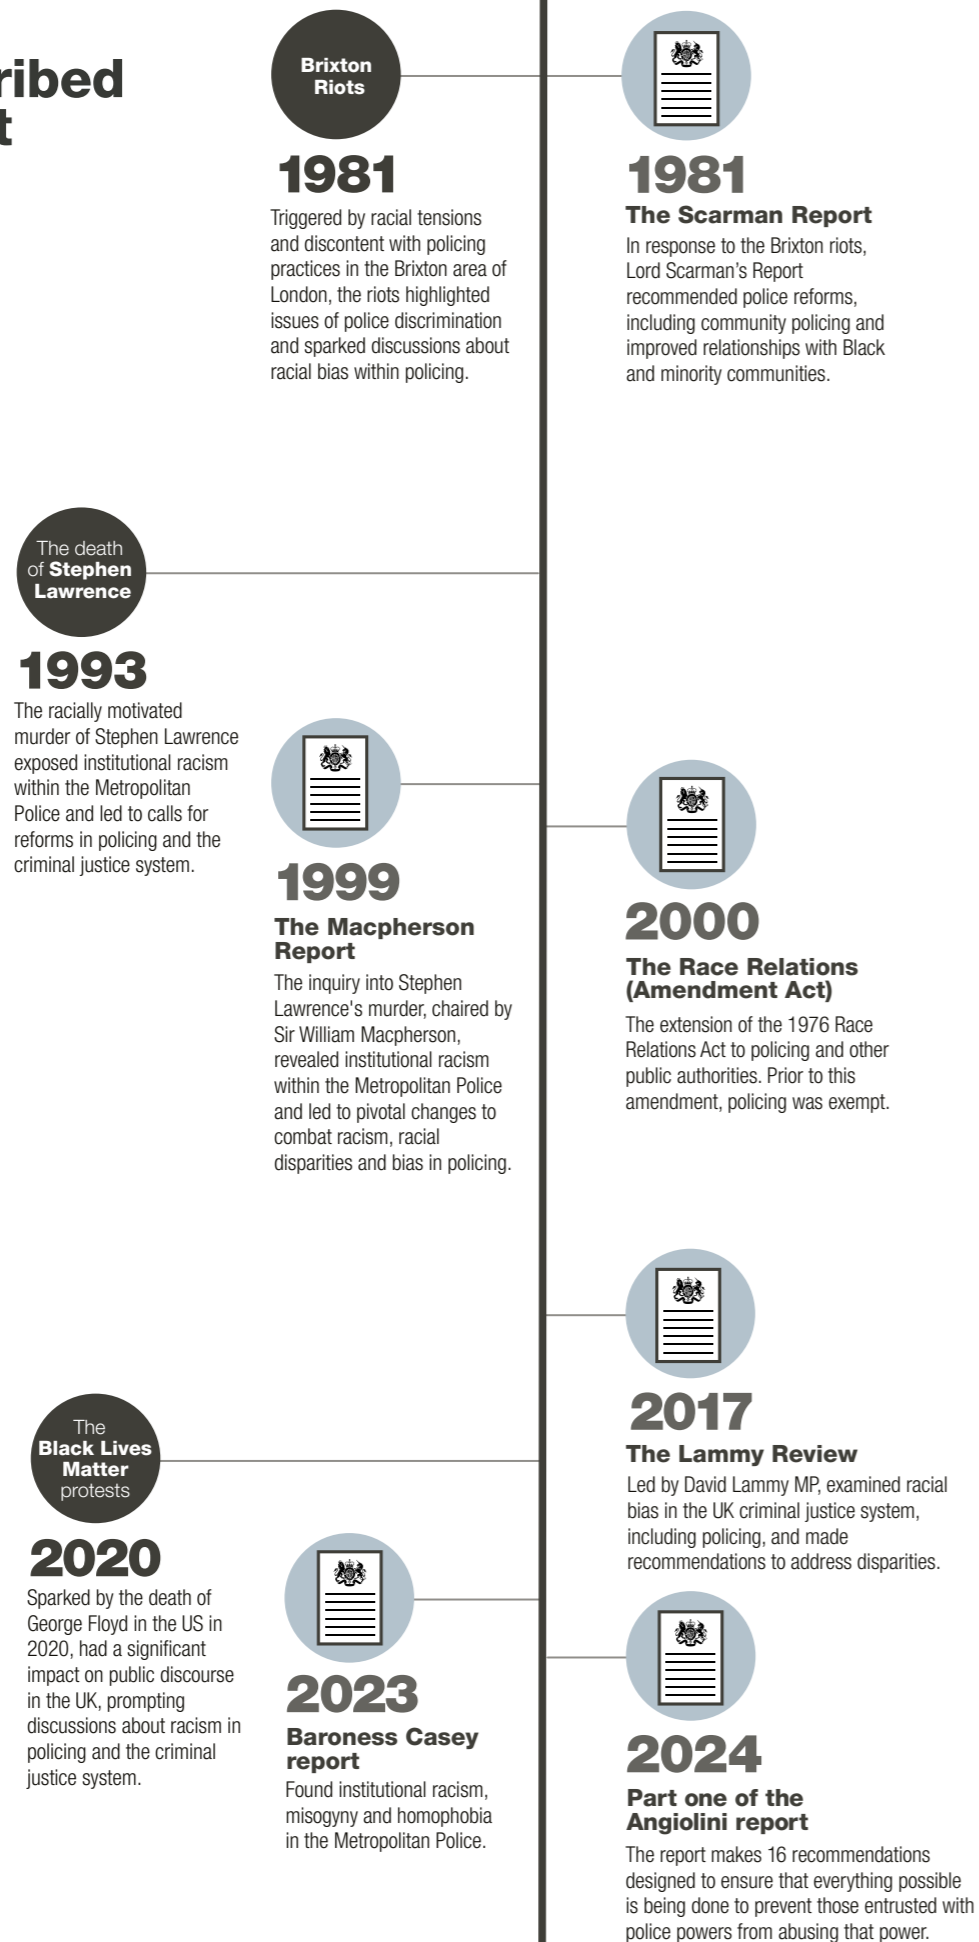 ribed
t
Brixton
Riots
1981
Triggered by racial tensions
and discontent with policing
practices in the Brixton area of
London, the riots highlighted
issues of police discrimination
and sparked discussions about
racial bias within policing.
1981
The Scarman Report
In response to the Brixton riots,
Lord Scarman's Report
recommended police reforms,
including community policing and
improved relationships with Black
and minority communities.
The death
of Stephen
Lawrence
1993
The racially motivated
murder of Stephen Lawrence
exposed institutional racism
within the Metropolitan
Police and led to calls for
reforms in policing and the
criminal justice system.
1999
The Macpherson
Report
The inquiry into Stephen
Lawrence's murder, chaired by
Sir William Macpherson,
revealed institutional racism
within the Metropolitan Police
and led to pivotal changes to
combat racism, racial
disparities and bias in policing.
2000
The Race Relations
(Amendment Act)
The extension of the 1976 Race
Relations Act to policing and other
public authorities. Prior to this
amendment, policing was exempt.
2017
The Lammy Review
Led by David Lammy MP, examined racial
bias in the UK criminal justice system,
including policing, and made
recommendations to address disparities.
The
Black Lives
Matter
protests
2020
Sparked by the death of
George Floyd in the US in
2020, had a significant
impact on public discourse
in the UK, prompting
discussions about racism in
policing and the criminal
justice system.
2023
Baroness Casey
report
Found institutional racism,
misogyny and homophobia
in the Metropolitan Police.
2024
Part one of the
Angiolini report
The report makes 16 recommendations
designed to ensure that everything possible
is being done to prevent those entrusted with
police powers from abusing that power.